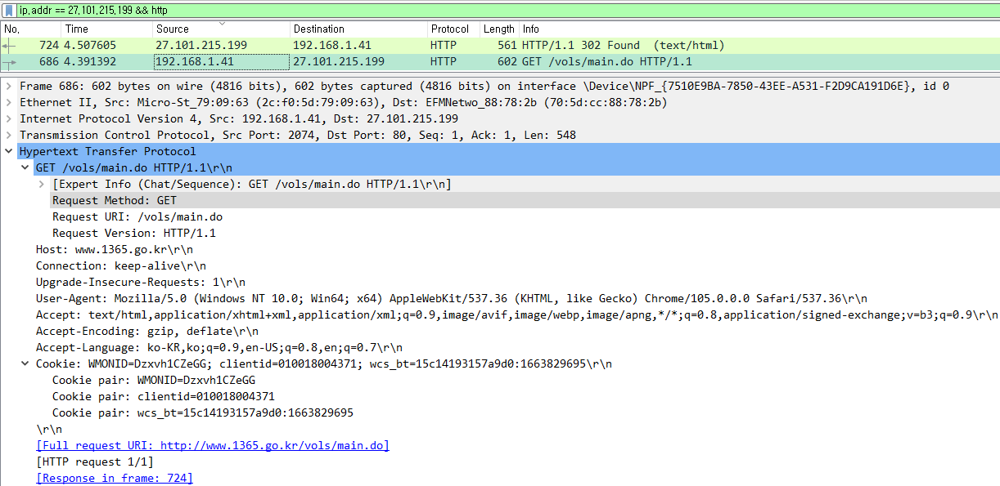 ip.addr == 27.101.215.199 && http
No. Time Source Destination Protocol Length Info
724 4.507605 27.101.215.199 192.168.1.41 HTTP 561 HTTP/1.1 302 Found (text/html)
686 4.391392 192.168.1.41 27.101.215.199 HTTP 602 GET /vols/main.do HTTP/1.1
Frame 686: 602 bytes on wire (4816 bits), 602 bytes captured (4816 bits) on interface \Device\NPF_{7510E9BA-7850-43EE-A531-F2D9CA191D6E}, id 0
Ethernet II, Src: Micro-St_79:09:63 (2c:f0:5d:79:09:63), Dst: EFMNetwo_88:78:2b (70:5d:cc:88:78:2b)
Internet Protocol Version 4, Src: 192.168.1.41, Dst: 27.101.215.199
Transmission Control Protocol, Src Port: 2074, Dst Port: 80, Seq: 1, Ack: 1, Len: 548
Hypertext Transfer Protocol
GET /vols/main.do HTTP/1.1\r\n
[Expert Info (Chat/Sequence): GET /vols/main.do HTTP/1.1\r\n]
Request Method: GET
Request URI: /vols/main.do
Request Version: HTTP/1.1
Host: www.1365.go.kr\r\n
Connection: keep-alive\r\n
Upgrade-Insecure-Requests: 1\r\n
User-Agent: Mozilla/5.0 (Windows NT 10.0; Win64; x64) AppleWebKit/537.36 (KHTML, like Gecko) Chrome/105.0.0.0 Safari/537.36\r\n
Accept: text/html,application/xhtml+xml,application/xml;q=0.9,image/avif,image/webp,image/apng,*/*;q=0.8,application/signed-exchange;v=b3;q=0.9\r\n
Accept-Encoding: gzip, deflate\r\n
Accept-Language: ko-KR,ko;q=0.9,en-US;q=0.8,en;q=0.7\r\n
Cookie: WMONID=Dzxvh1CZeGG; clientid=010018004371; wcs_bt=15c14193157a9d0:1663829695\r\n
Cookie pair: WMONID=Dzxvh1CZeGG
Cookie pair: clientid=010018004371
Cookie pair: wcs_bt=15c14193157a9d0:1663829695
\r\n
[Full request URI: http://www.1365.go.kr/vols/main.do]
[HTTP request 1/1]
[Response in frame: 724]